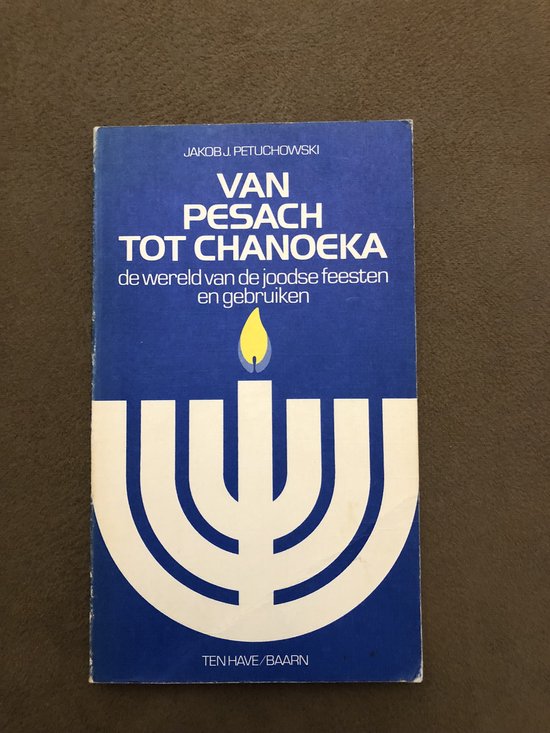 JAKOB J. PETUCHOWSKI
VAN
PESACH
TOT CHANOEKA
de wereld van de joodse feesten
en gebruiken
TEN HAVE/BAARN